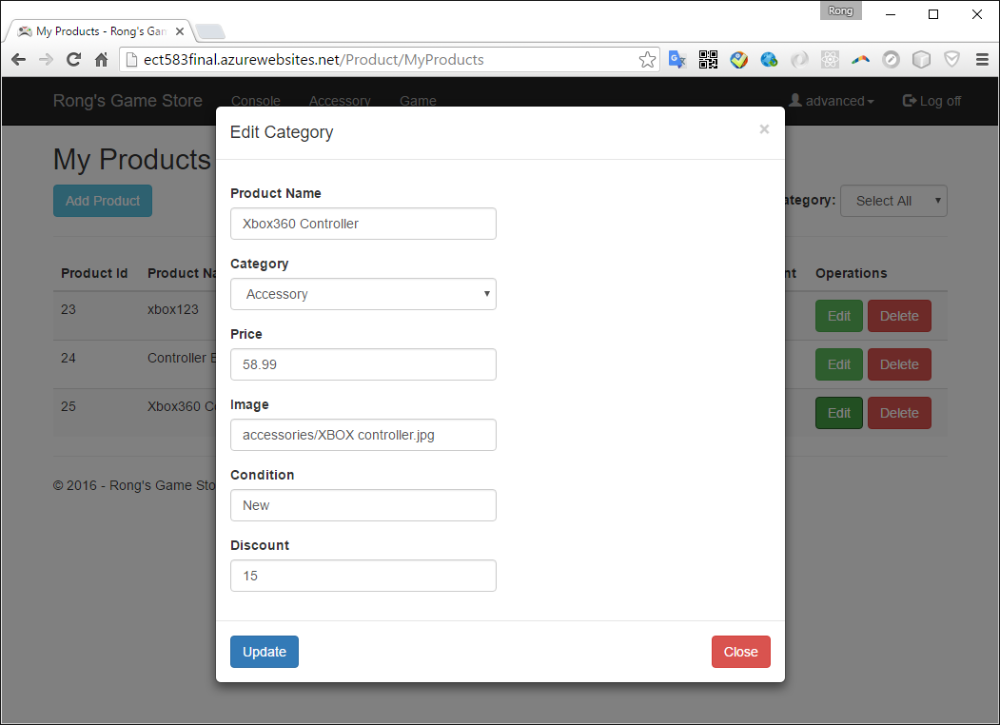 Rong
My Products - Rong's Gam
ect583final.azurewebsites.net/Product/MyProducts
Rong's Game Store Console Accessory Game advanced Log off
Edit Category ×
My Products
Add Product
ategory: Select All
Product Name
Xbox360 Controller
Category
Accessory
Product Id Product Na nt Operations
23 xbox123 Edit Delete
Price
58.99
24 Controller Edit Delete
Image
accessories/XBOX controller.jpg
25 Xbox360 Co Edit Delete
Condition
New
© 2016 - Rong's Game Sto
Discount
15
Update Close